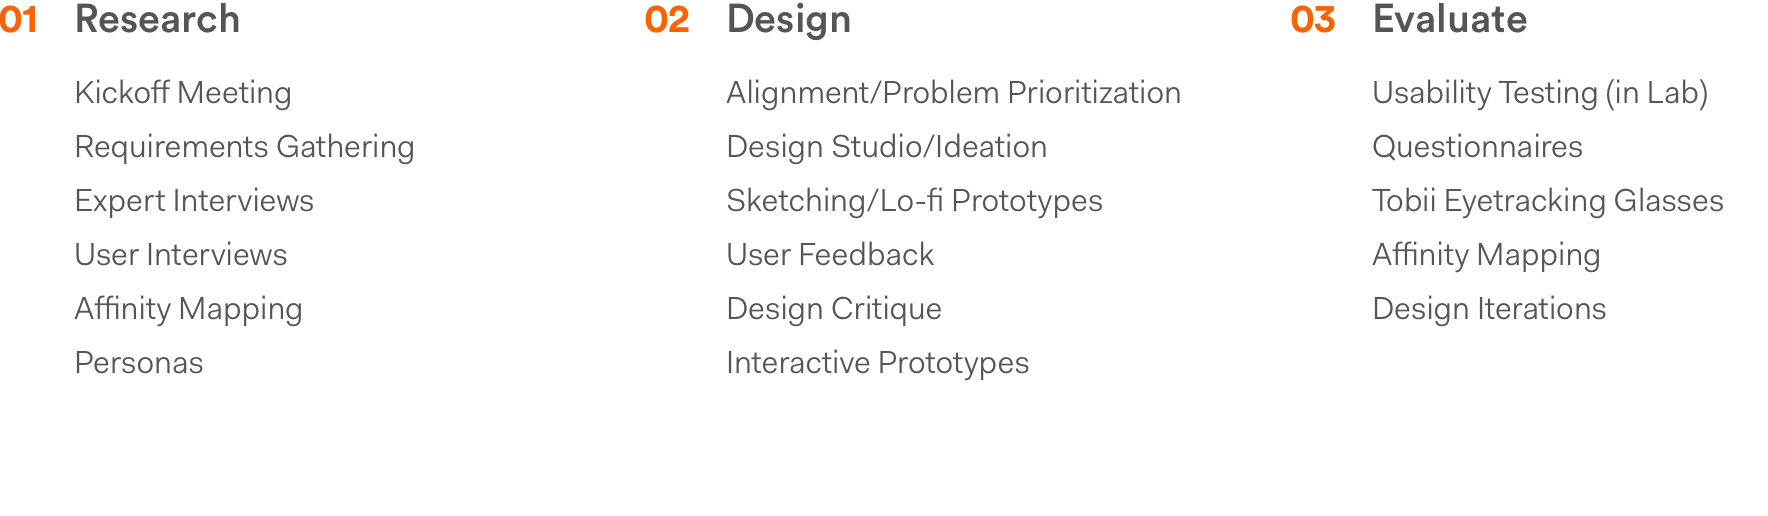 01 Research
Kickoff Meeting
Requirements Gathering
Expert Interviews
User Interviews
Affinity Mapping
Personas
02 Design
Alignment/Problem Prioritization
Design Studio/Ideation
Sketching/Lo-fi Prototypes
User Feedback
Design Critique
Interactive Prototypes
03 Evaluate
Usability Testing (in Lab)
Questionnaires
Tobii Eyetracking Glasses
Affinity Mapping
Design Iterations